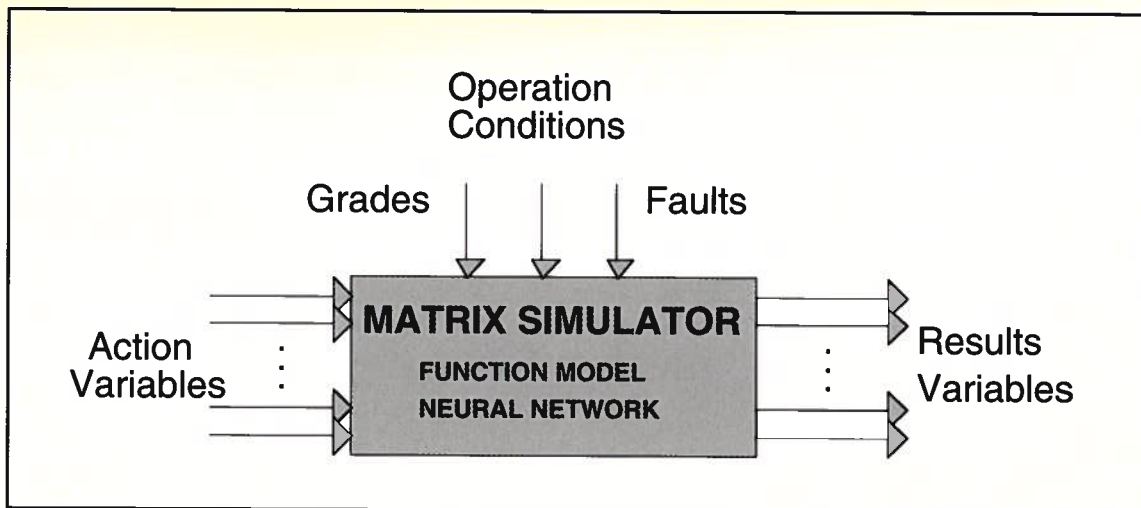 Operation
Conditions
Grades
Faults
MATRIX SIMULATOR
FUNCTION MODEL
NEURAL NETWORK
Action
Variables
Results
Variables